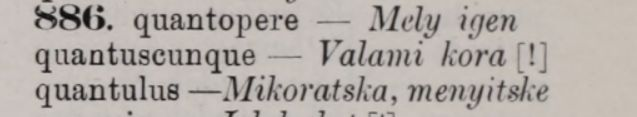 886. quantopere — Mely igen
quantuscunque — Valami kora [!]
quantulus —Mikoratska, menyitske